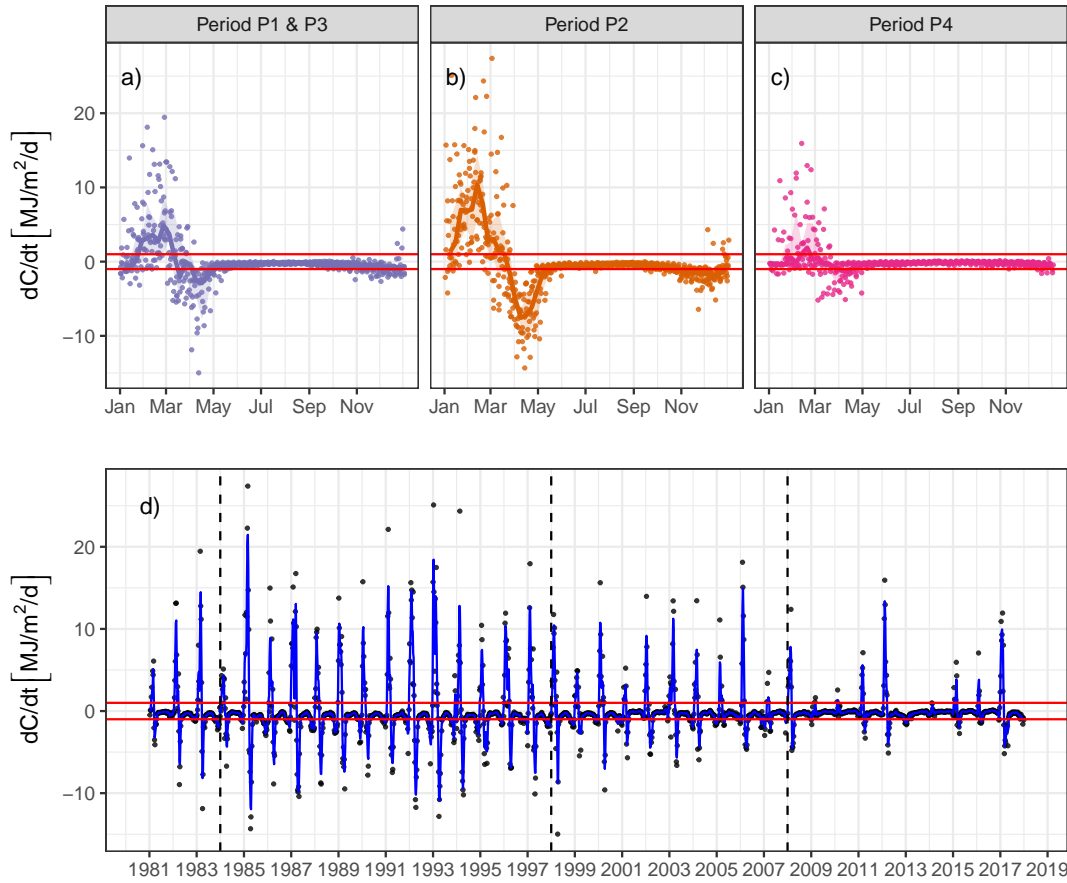 Period P1 & P3 Period P2 Period P4
a) b) c)
20
10
0
−10
dC/dt [MJ/m²/d]
Jan Mar May Jul Sep Nov Jan Mar May Jul Sep Nov Jan Mar May Jul Sep Nov
d)
20
10
0
−10
dC/dt [MJ/m²/d]
1981 1983 1985 1987 1989 1991 1993 1995 1997 1999 2001 2003 2005 2007 2009 2011 2013 2015 2017 2019